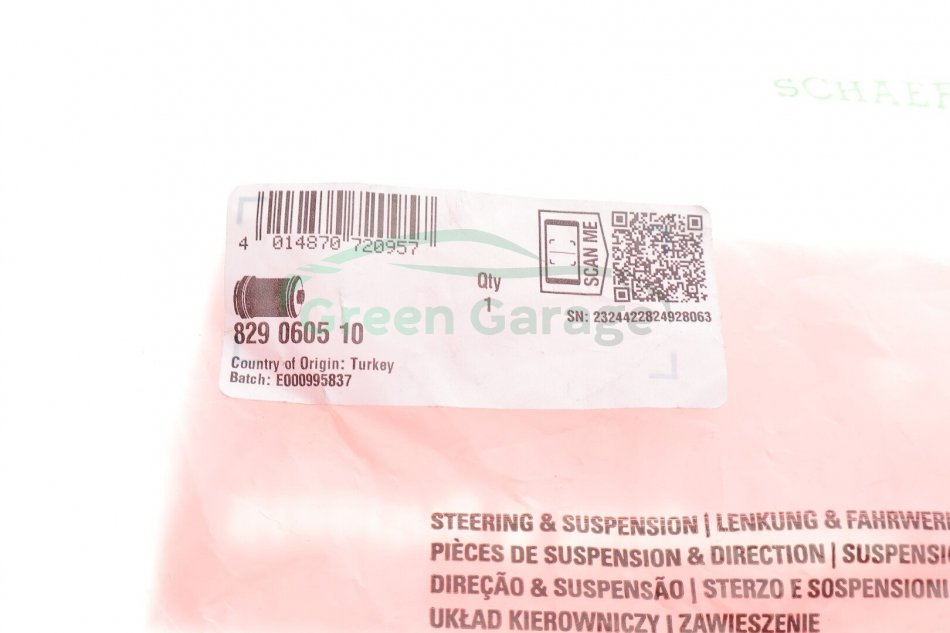 SCHAEF
4 014870 720957
Qty
1
SCAN ME
SN: 2324422824928063
Green Garage
829 0605 10
Country of Origin: Turkey
Batch: E000995837
STEERING & SUSPENSION | LENKUNG & FAHRWER
PIÈCES DE SUSPENSION & DIRECTION | SUSPENSI
DIREÇÃO & SUSPENSÃO | STERZO E SOSPENSIONI
UKŁAD KIEROWNICZY | ZAWIESZENIE